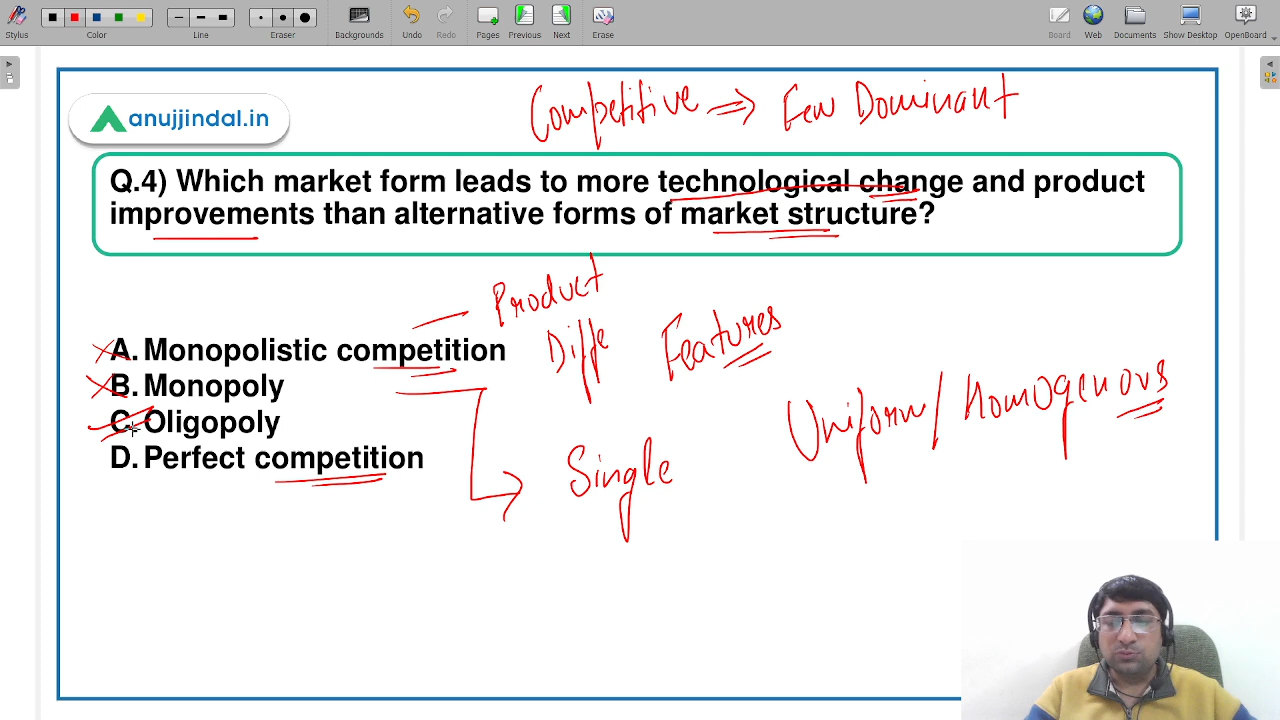 Stylus
Color
Line
Eraser
Backgrounds
Undo
Redo
Pages
Previous
Next
Erase
Board
Web
Documents
Show Desktop
OpenBoard
Competitive ⇒ Few Dominant
anujjindal.in
Q.4) Which market form leads to more technological change and product
improvements than alternative forms of market structure?
Product
Diffe
Features
A. Monopolistic competition
B. Monopoly
C. Oligopoly
D. Perfect competition
Uniform/Homogenous
Single